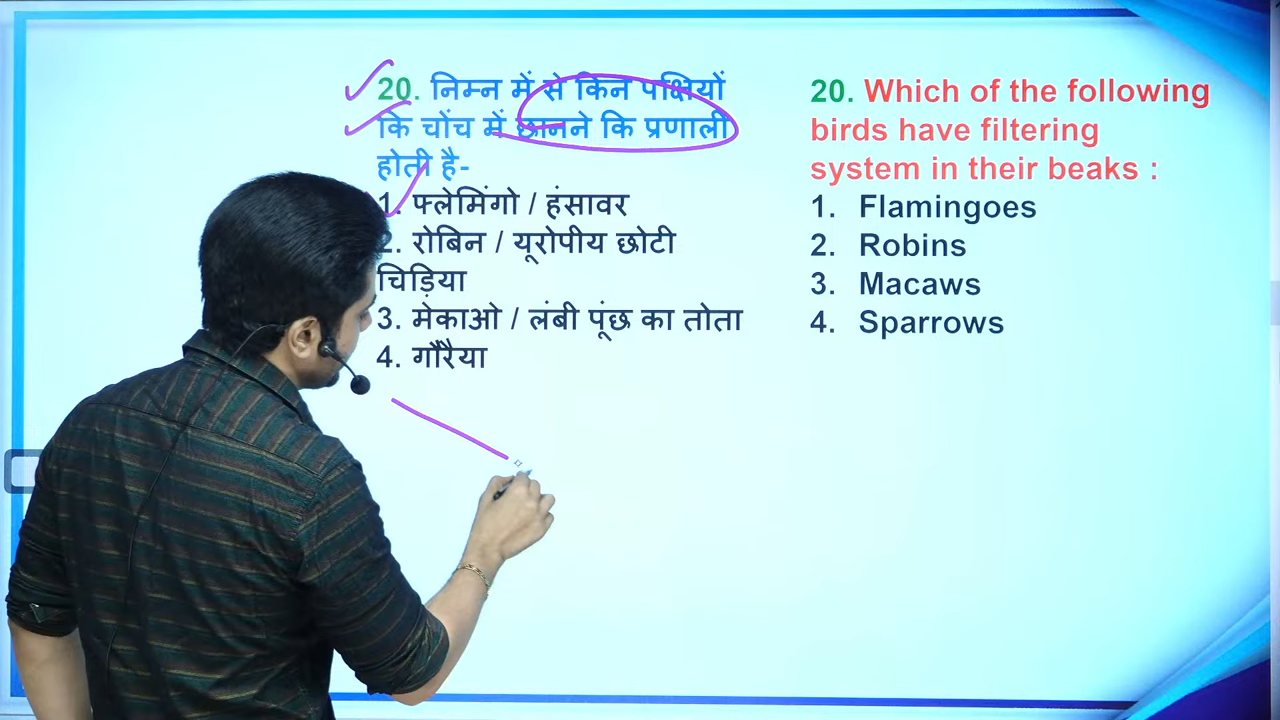 20. निम्न में से किन पक्षियों
कि चोंच में छानने कि प्रणाली
होती है-
1. फ्लेमिंगो / हंसावर
2. रोबिन / यूरोपीय छोटी
चिड़िया
3. मेकाओ / लंबी पूंछ का तोता
4. गौरैया
20. Which of the following
birds have filtering
system in their beaks :
1. Flamingoes
2. Robins
3. Macaws
4. Sparrows